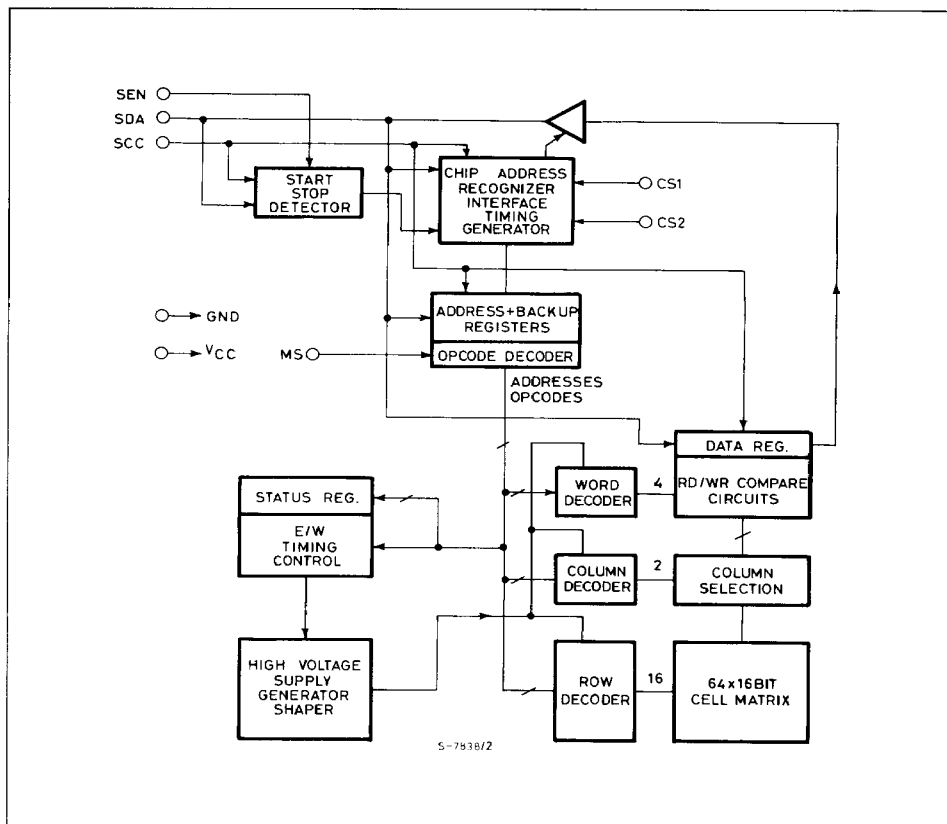 SEN
SDA
SCC
START
STOP
DETECTOR
CHIP ADDRESS
RECOGNIZER
INTERFACE
TIMING
GENERATOR
CS1
CS2
GND
VCC
MS
ADDRESS+BACKUP
REGISTERS
OPCODE DECODER
ADDRESSES
OPCODES
DATA REG.
RD/WR COMPARE
CIRCUITS
WORD
DECODER
4
STATUS REG.
E/W
TIMING
CONTROL
COLUMN
DECODER
2
COLUMN
SELECTION
HIGH VOLTAGE
SUPPLY
GENERATOR
SHAPER
ROW
DECODER
16
64x16BIT
CELL MATRIX
S-7838/2